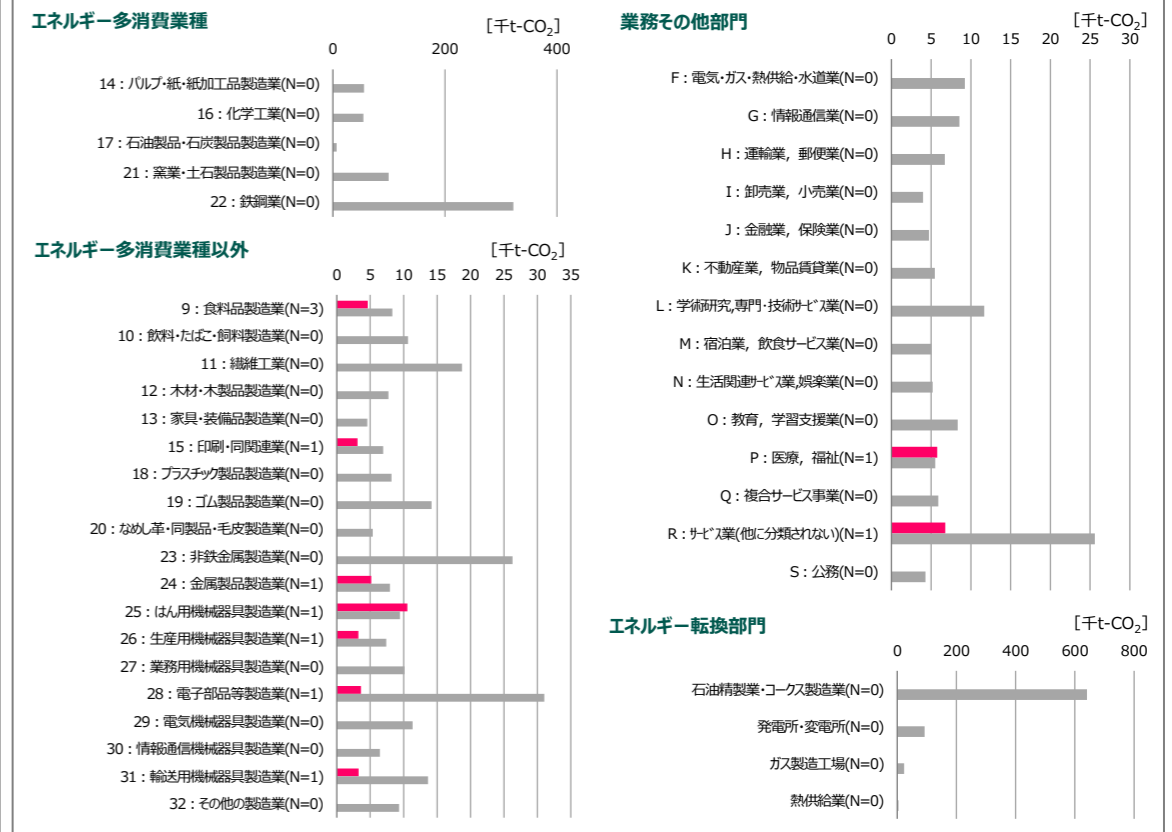 エネルギー多消費業種
[千t-CO2]
0 200 400
14:パルプ・紙・紙加工品製造業(N=0)
16:化学工業(N=0)
17:石油製品・石炭製品製造業(N=0)
21:窯業・土石製品製造業(N=0)
22:鉄鋼業(N=0)
エネルギー多消費業種以外
[千t-CO2]
0 5 10 15 20 25 30 35
9:食料品製造業(N=3)
10:飲料・たばこ・飼料製造業(N=0)
11:繊維工業(N=0)
12:木材・木製品製造業(N=0)
13:家具・装備品製造業(N=0)
15:印刷・同関連業(N=1)
18:プラスチック製品製造業(N=0)
19:ゴム製品製造業(N=0)
20:なめし革・同製品・毛皮製造業(N=0)
23:非鉄金属製造業(N=0)
24:金属製品製造業(N=1)
25:はん用機械器具製造業(N=1)
26:生産用機械器具製造業(N=1)
27:業務用機械器具製造業(N=0)
28:電子部品等製造業(N=1)
29:電気機械器具製造業(N=0)
30:情報通信機械器具製造業(N=0)
31:輸送用機械器具製造業(N=1)
32:その他の製造業(N=0)
業務その他部門
[千t-CO2]
0 5 10 15 20 25 30
F:電気・ガス・熱供給・水道業(N=0)
G:情報通信業(N=0)
H:運輸業，郵便業(N=0)
I:卸売業，小売業(N=0)
J:金融業，保険業(N=0)
K:不動産業，物品賃貸業(N=0)
L:学術研究,専門・技術サービス業(N=0)
M:宿泊業，飲食サービス業(N=0)
N:生活関連サービス業,娯楽業(N=0)
O:教育，学習支援業(N=0)
P:医療，福祉(N=1)
Q:複合サービス事業(N=0)
R:サービス業(他に分類されない)(N=1)
S:公務(N=0)
エネルギー転換部門
[千t-CO2]
0 200 400 600 800
石油精製業・コークス製造業(N=0)
発電所・変電所(N=0)
ガス製造工場(N=0)
熱供給業(N=0)